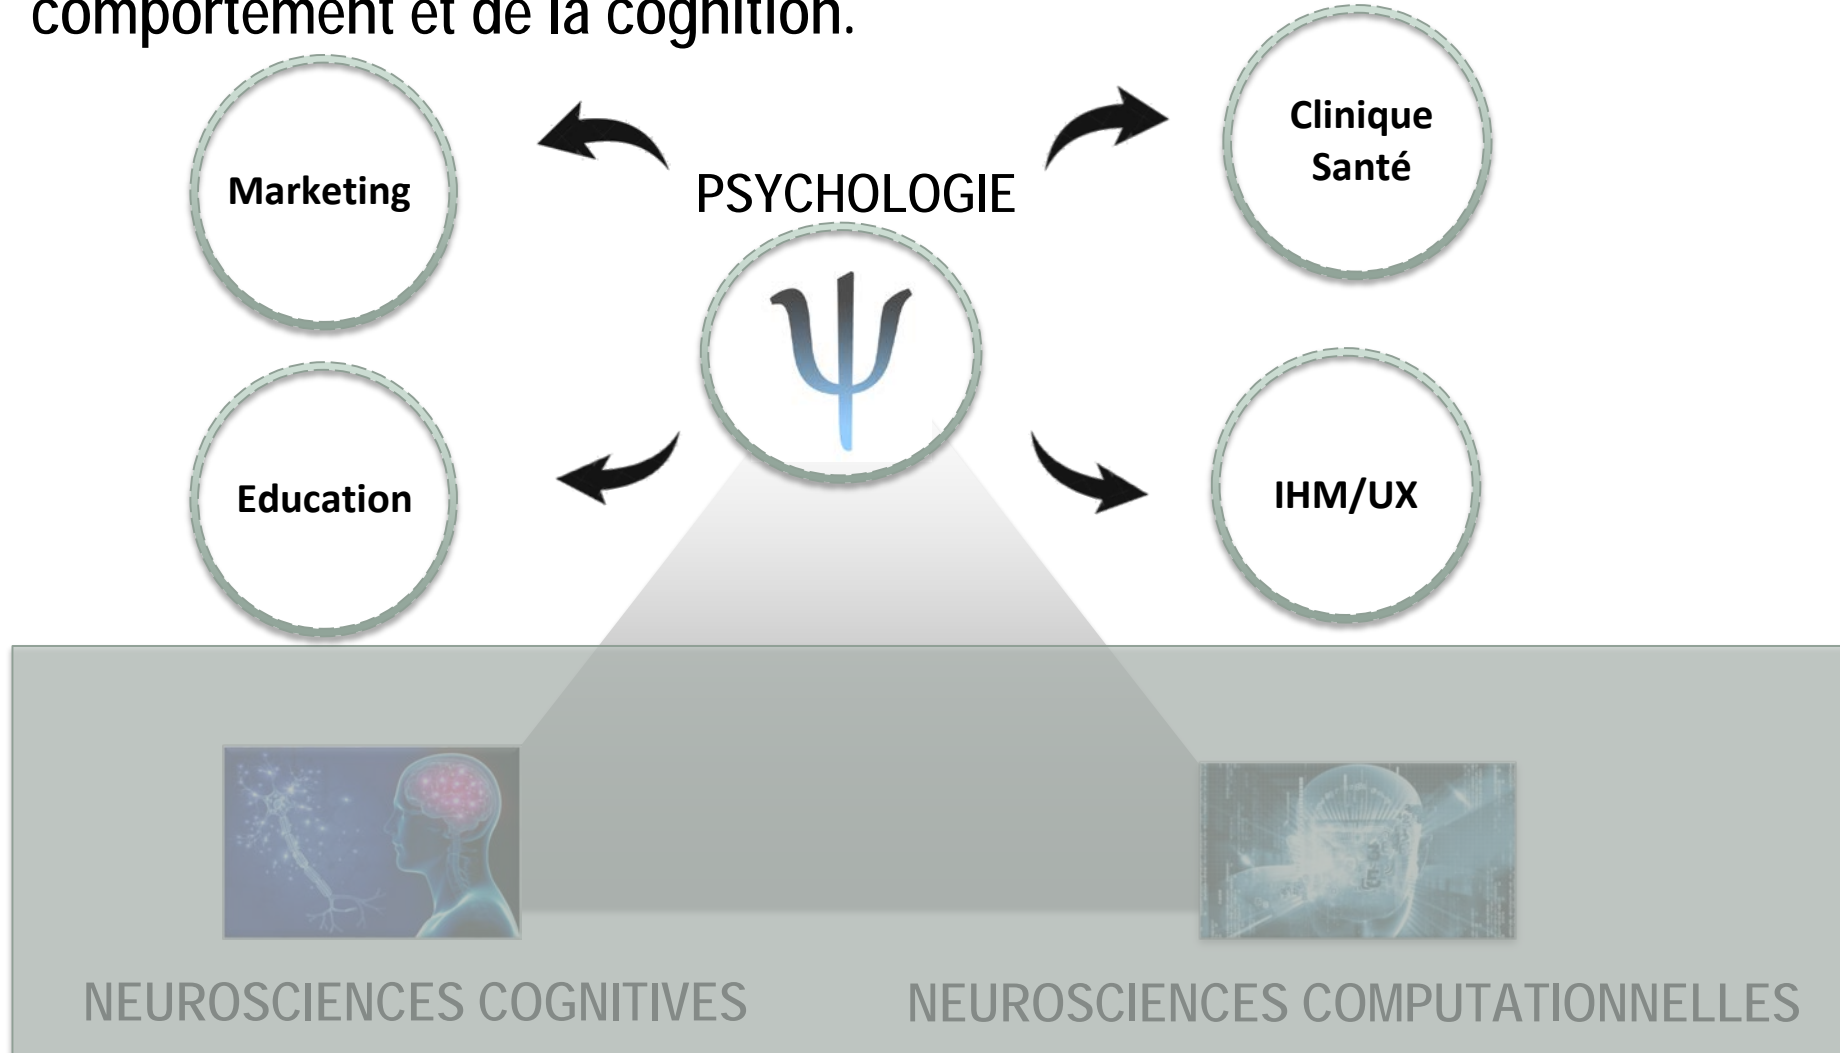 comportement et de la cognition.
Clinique
Santé
Marketing
PSYCHOLOGIE
Education
IHM/UX
NEUROSCIENCES COGNITIVES
NEUROSCIENCES COMPUTATIONNELLES